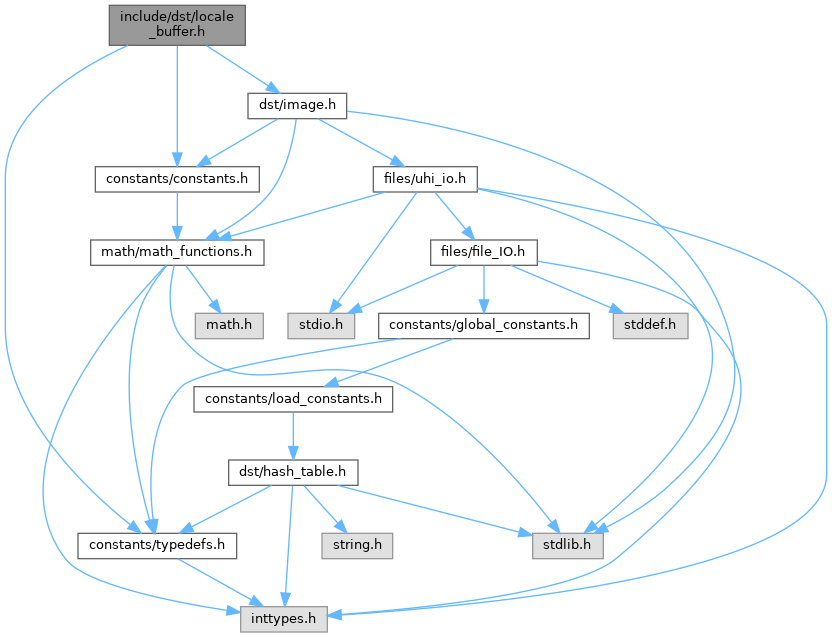 include/dst/locale
_buffer.h
dst/image.h
constants/constants.h
files/uhi_io.h
math/math_functions.h
files/file_IO.h
math.h
stdio.h
constants/global_constants.h
stddef.h
constants/load_constants.h
dst/hash_table.h
constants/typedefs.h
string.h
stdlib.h
inttypes.h